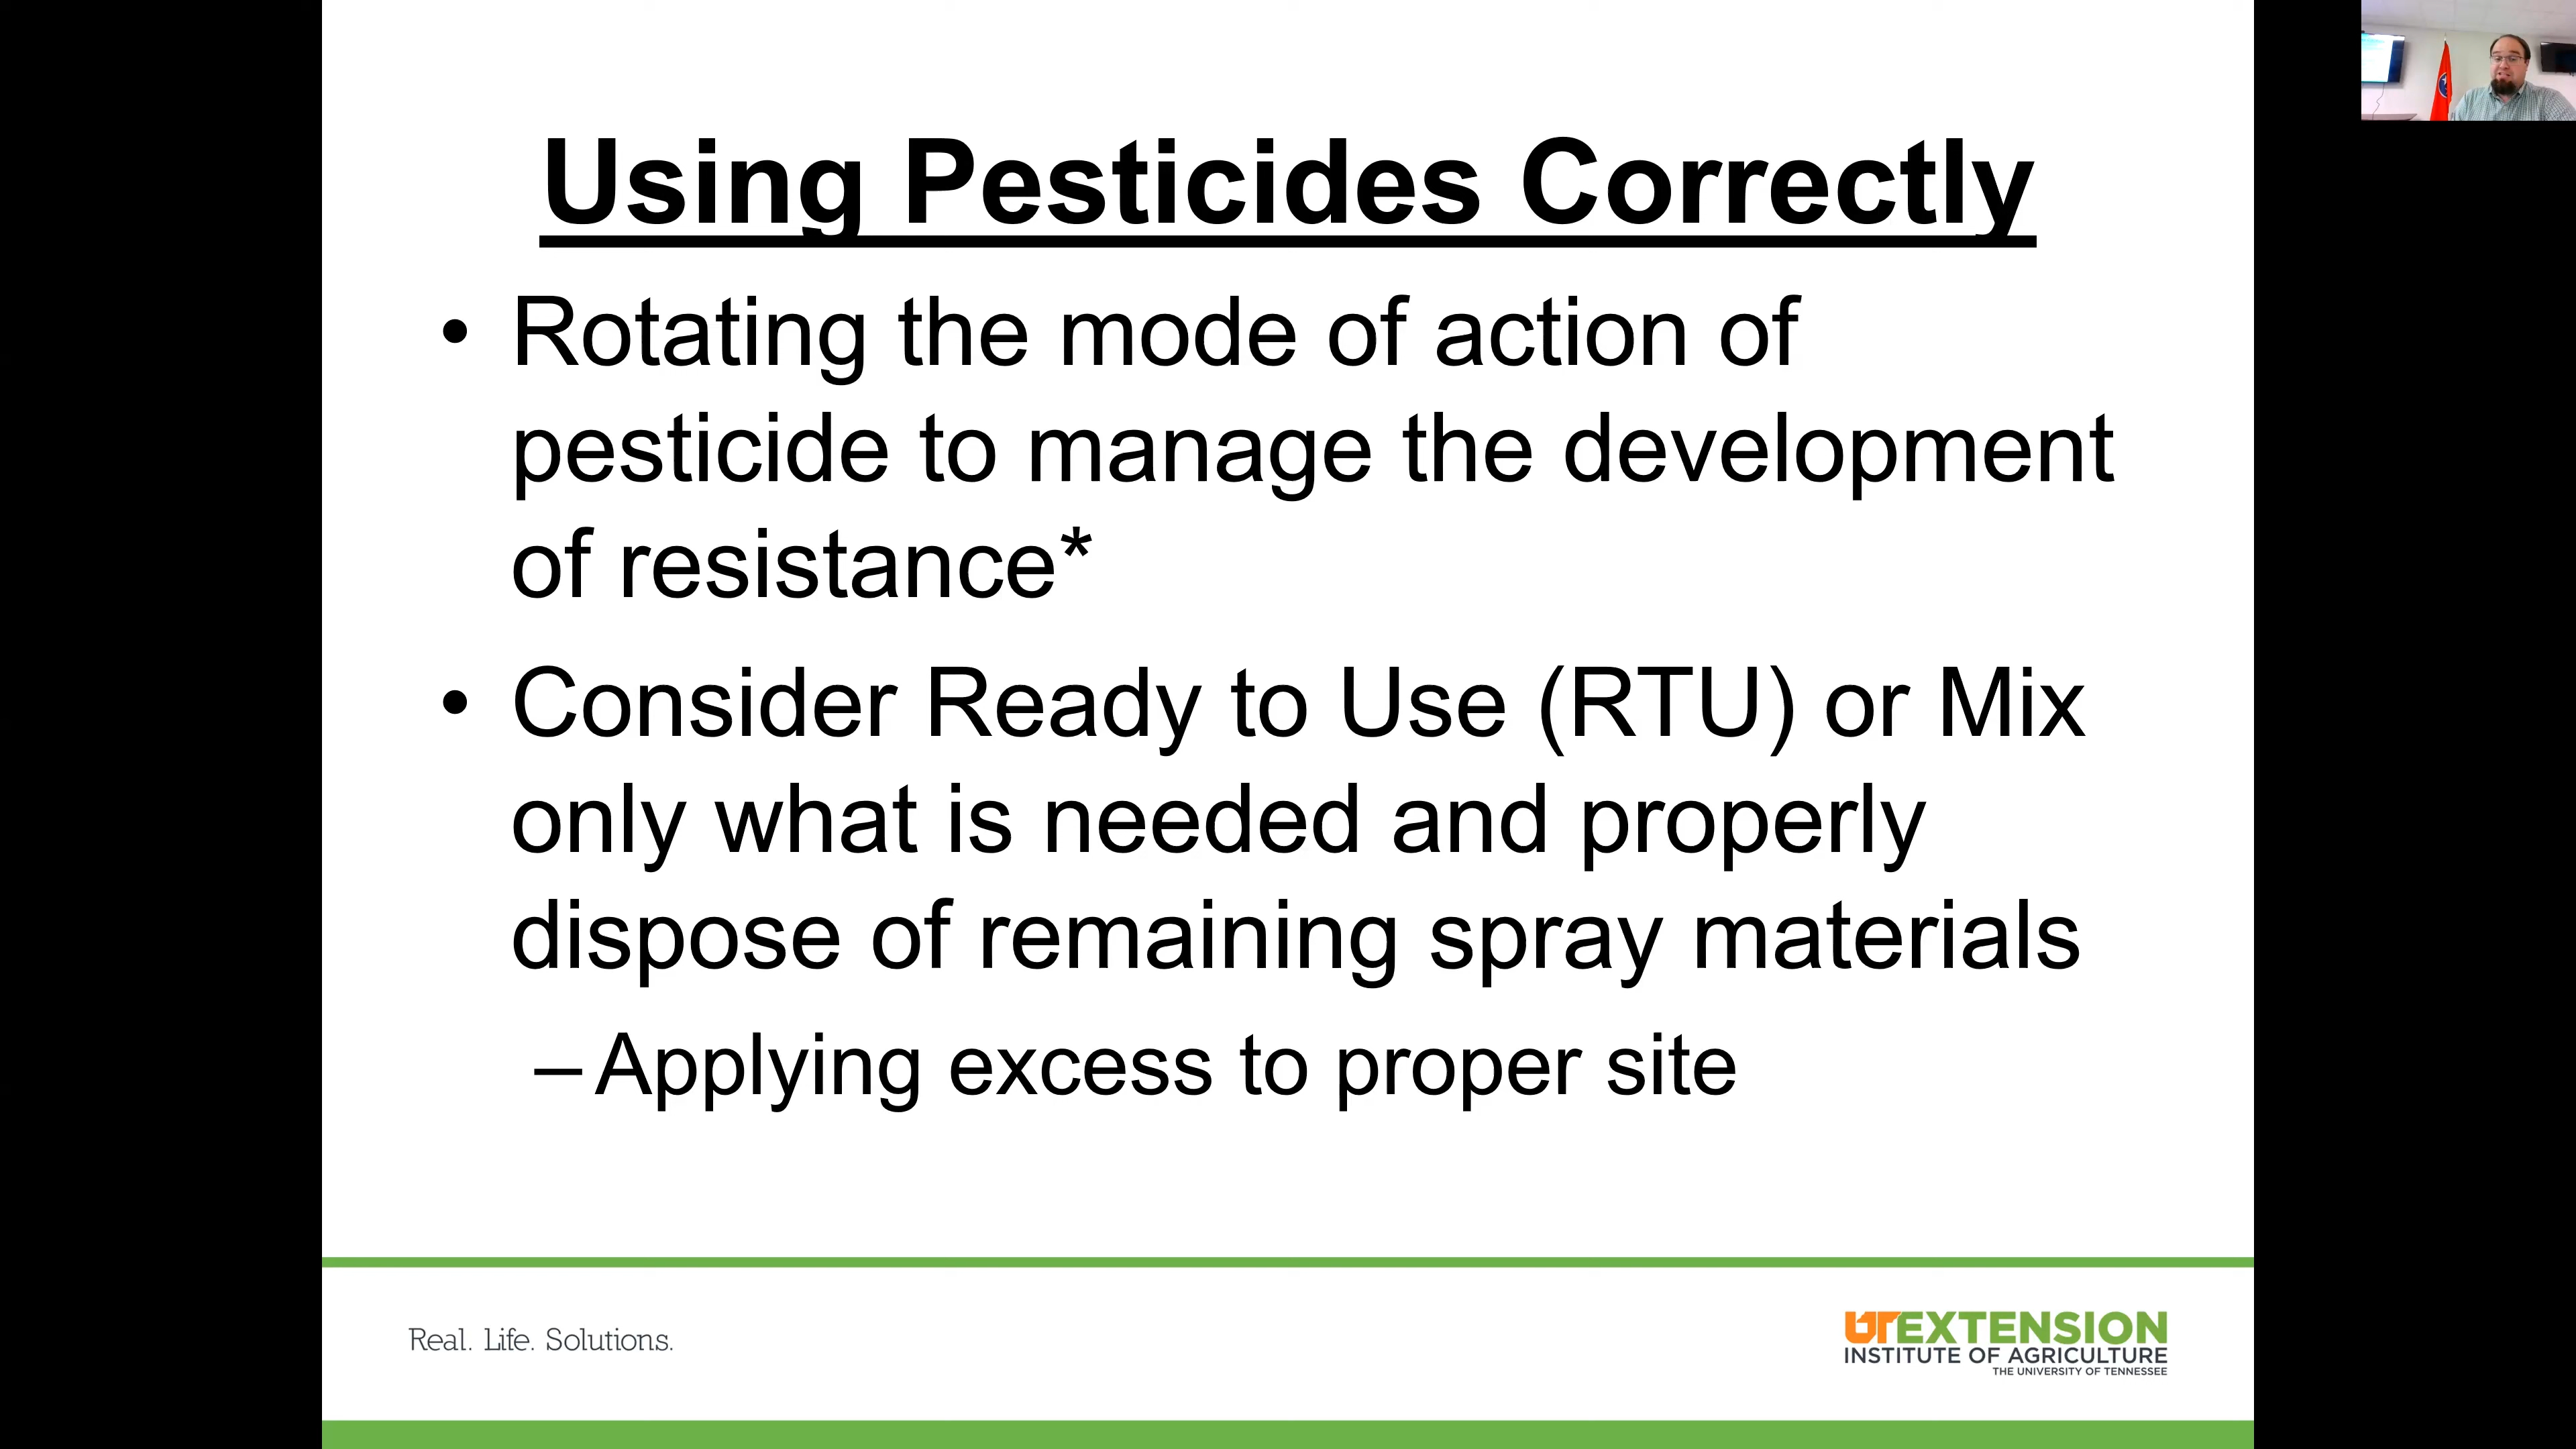 Using Pesticides Correctly
• Rotating the mode of action of
pesticide to manage the development
of resistance*
• Consider Ready to Use (RTU) or Mix
only what is needed and properly
dispose of remaining spray materials
– Applying excess to proper site
Real. Life. Solutions.
UTEXTENSION
INSTITUTE OF AGRICULTURE
THE UNIVERSITY OF TENNESSEE